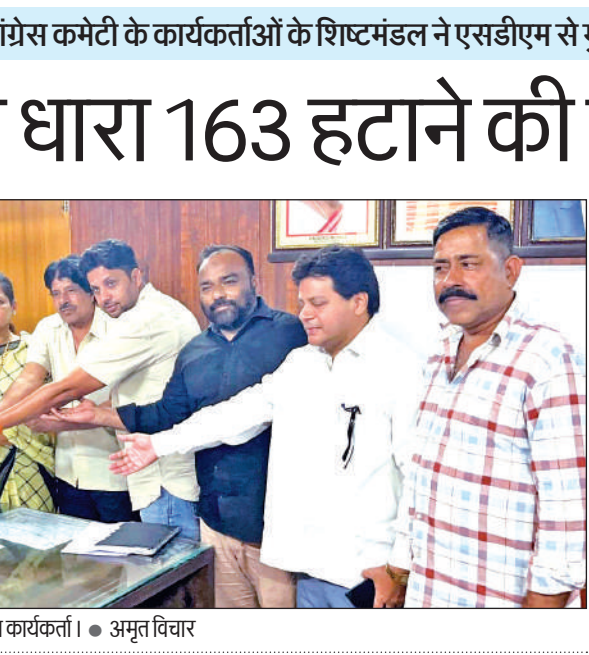 कमेटी के कार्यकर्ताओं के शिष्टमंडल ने एसडीएम से
धारा 163 हटाने की
कार्यकर्ता। ● अमृत विचार